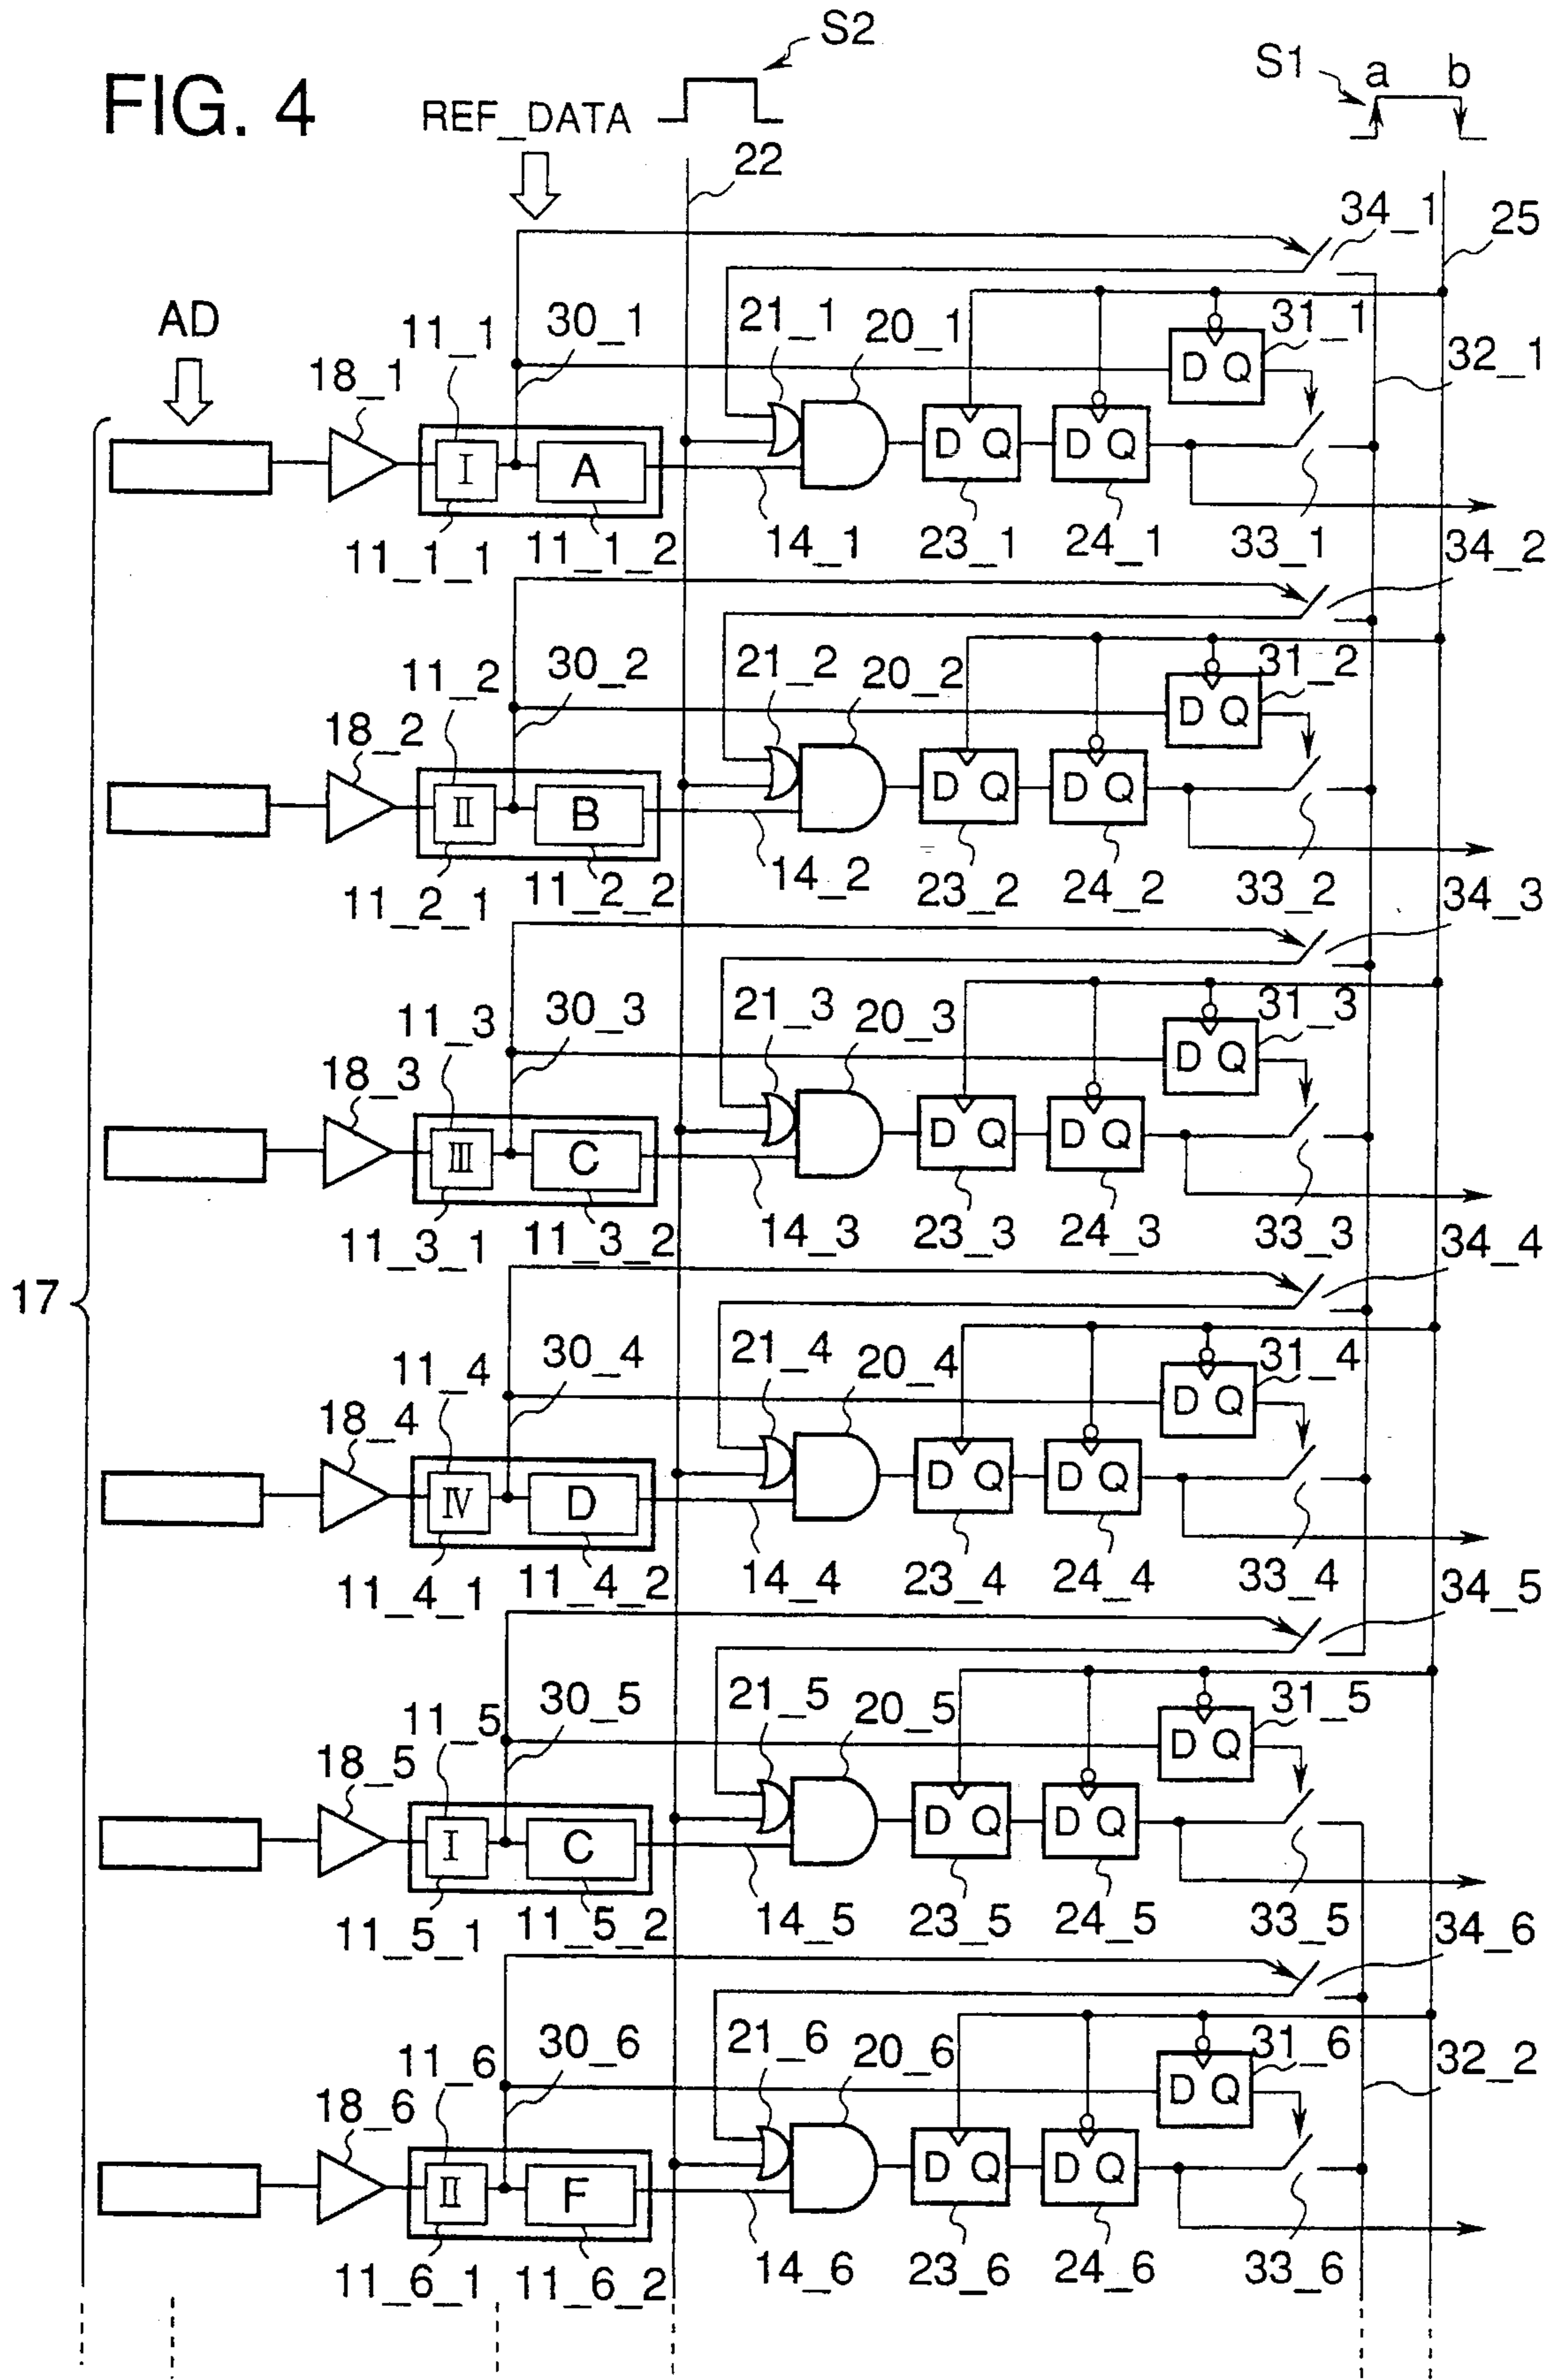 FIG. 4
S2
S1 a b
REF_DATA
22
34_1 25
AD
11_1 30_1 21_1 20_1 31_1
18_1 D Q 32_1
I A D Q D Q
11_1_1 11_1_2 14_1 23_1 24_1 33_1 34_2
11_2 30_2 21_2 20_2 31_2
18_2 D Q
II B D Q D Q
11_2_1 11_2_2 14_2 23_2 24_2 33_2 34_3
11_3 30_3 21_3 20_3 31_3
18_3 D Q
III C D Q D Q
11_3_1 11_3_2 14_3 23_3 24_3 33_3 34_4
17
11_4 30_4 21_4 20_4 31_4
18_4 D Q
IV D D Q D Q
11_4_1 11_4_2 14_4 23_4 24_4 33_4 34_5
11_5 30_5 21_5 20_5 31_5
18_5 D Q
I C D Q D Q
11_5_1 11_5_2 14_5 23_5 24_5 33_5 34_6
11_6 30_6 21_6 20_6 31_6 32_2
18_6 D Q
II F D Q D Q
11_6_1 11_6_2 14_6 23_6 24_6 33_6